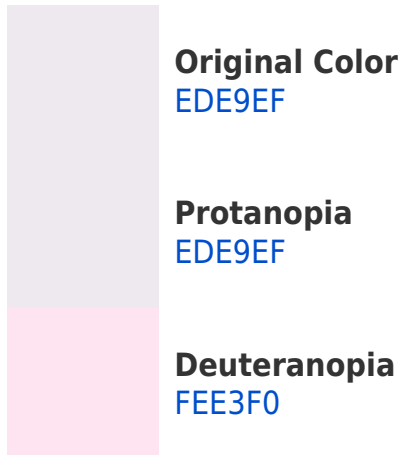 Original Color
EDE9EF
Protanopia
EDE9EF
Deuteranopia
FEE3F0